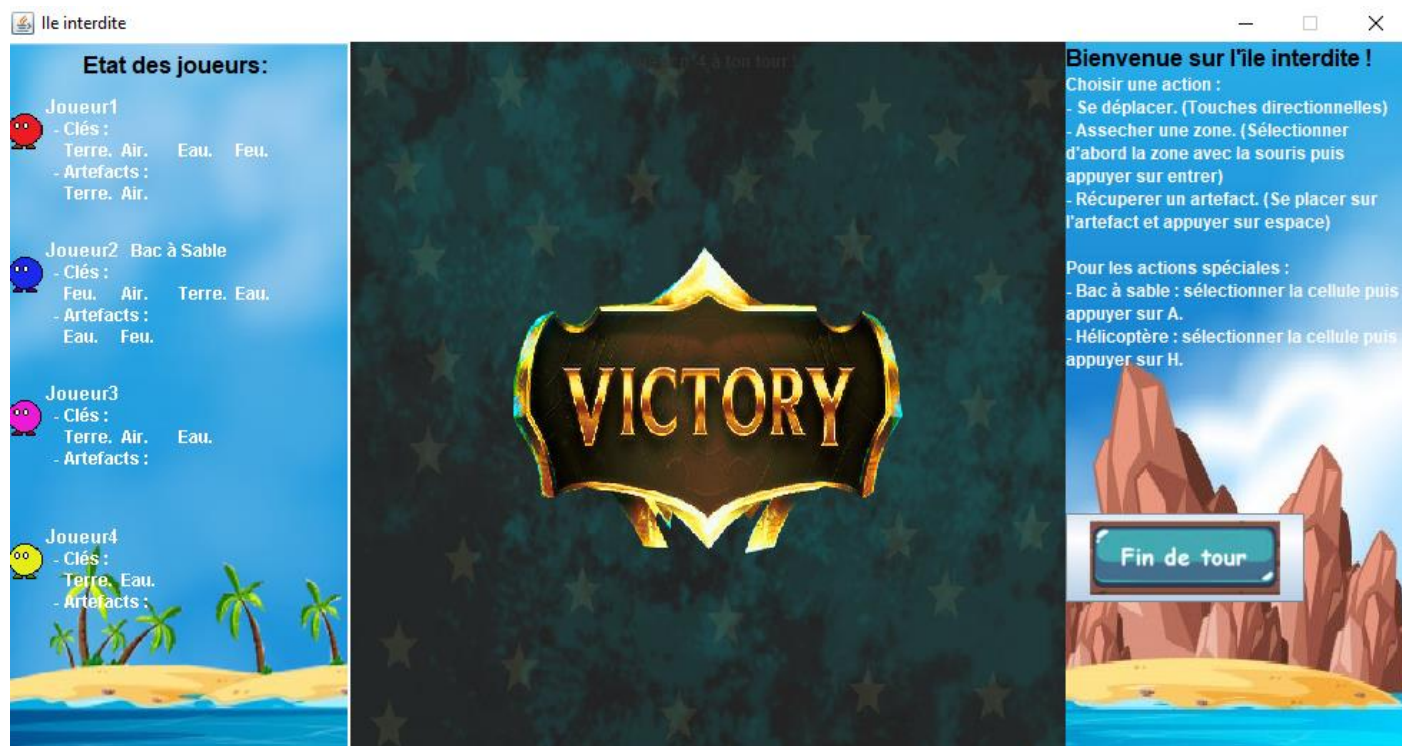 Ile interdite
Etat des joueurs:
Joueur1
- Clés :
Terre. Air. Eau. Feu.
- Artefacts :
Terre. Air.
Joueur2 Bac à Sable
- Clés :
Feu. Air. Terre. Eau.
- Artefacts :
Eau. Feu.
Joueur3
- Clés :
Terre. Air. Eau.
- Artefacts :
Joueur4
- Clés :
Terre. Eau.
- Artefacts :
à ton tour
VICTORY
Bienvenue sur l'île interdite !
Choisir une action :
- Se déplacer. (Touches directionnelles)
- Assecher une zone. (Sélectionner
d'abord la zone avec la souris puis
appuyer sur entrer)
- Récuperer un artefact. (Se placer sur
l'artefact et appuyer sur espace)
Pour les actions spéciales :
- Bac à sable : sélectionner la cellule puis
appuyer sur A.
- Hélicoptère : sélectionner la cellule puis
appuyer sur H.
Fin de tour